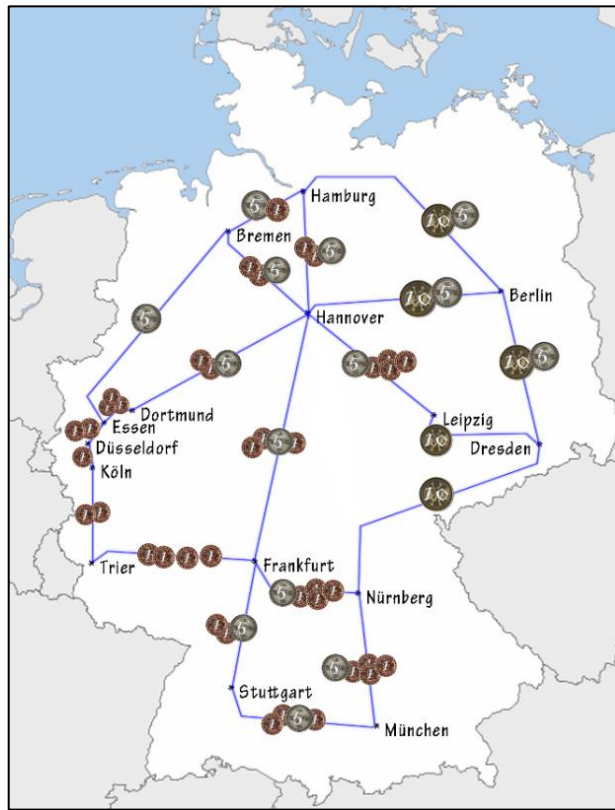 Hamburg
Bremen
Berlin
Hannover
Dortmund
Essen
Leipzig
Düsseldorf
Dresden
Köln
Trier
Frankfurt
Nürnberg
Stuttgart
München